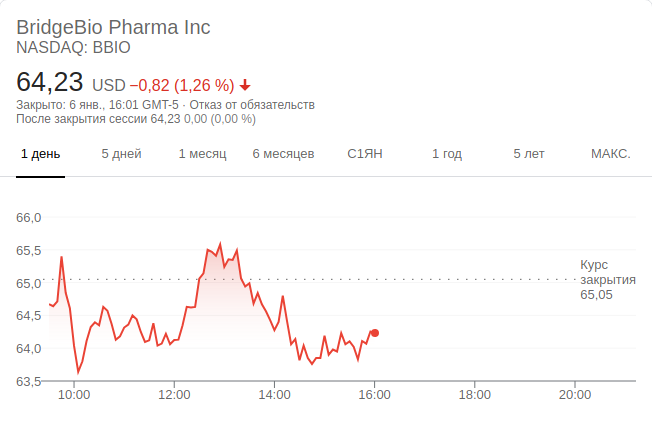 BridgeBio Pharma Inc
NASDAQ: BBIO
64,23 USD −0,82 (1,26 %)
Закрыто: 6 янв., 16:01 GMT-5 · Отказ от обязательств
После закрытия сессии 64,23 0,00 (0,00 %)
1 день 5 дней 1 месяц 6 месяцев С1ЯН 1 год 5 лет МАКС.
66,0
65,5
Курс
закрытия
65,05
65,0
64,5
64,0
63,5
10:00 12:00 14:00 16:00 18:00 20:00